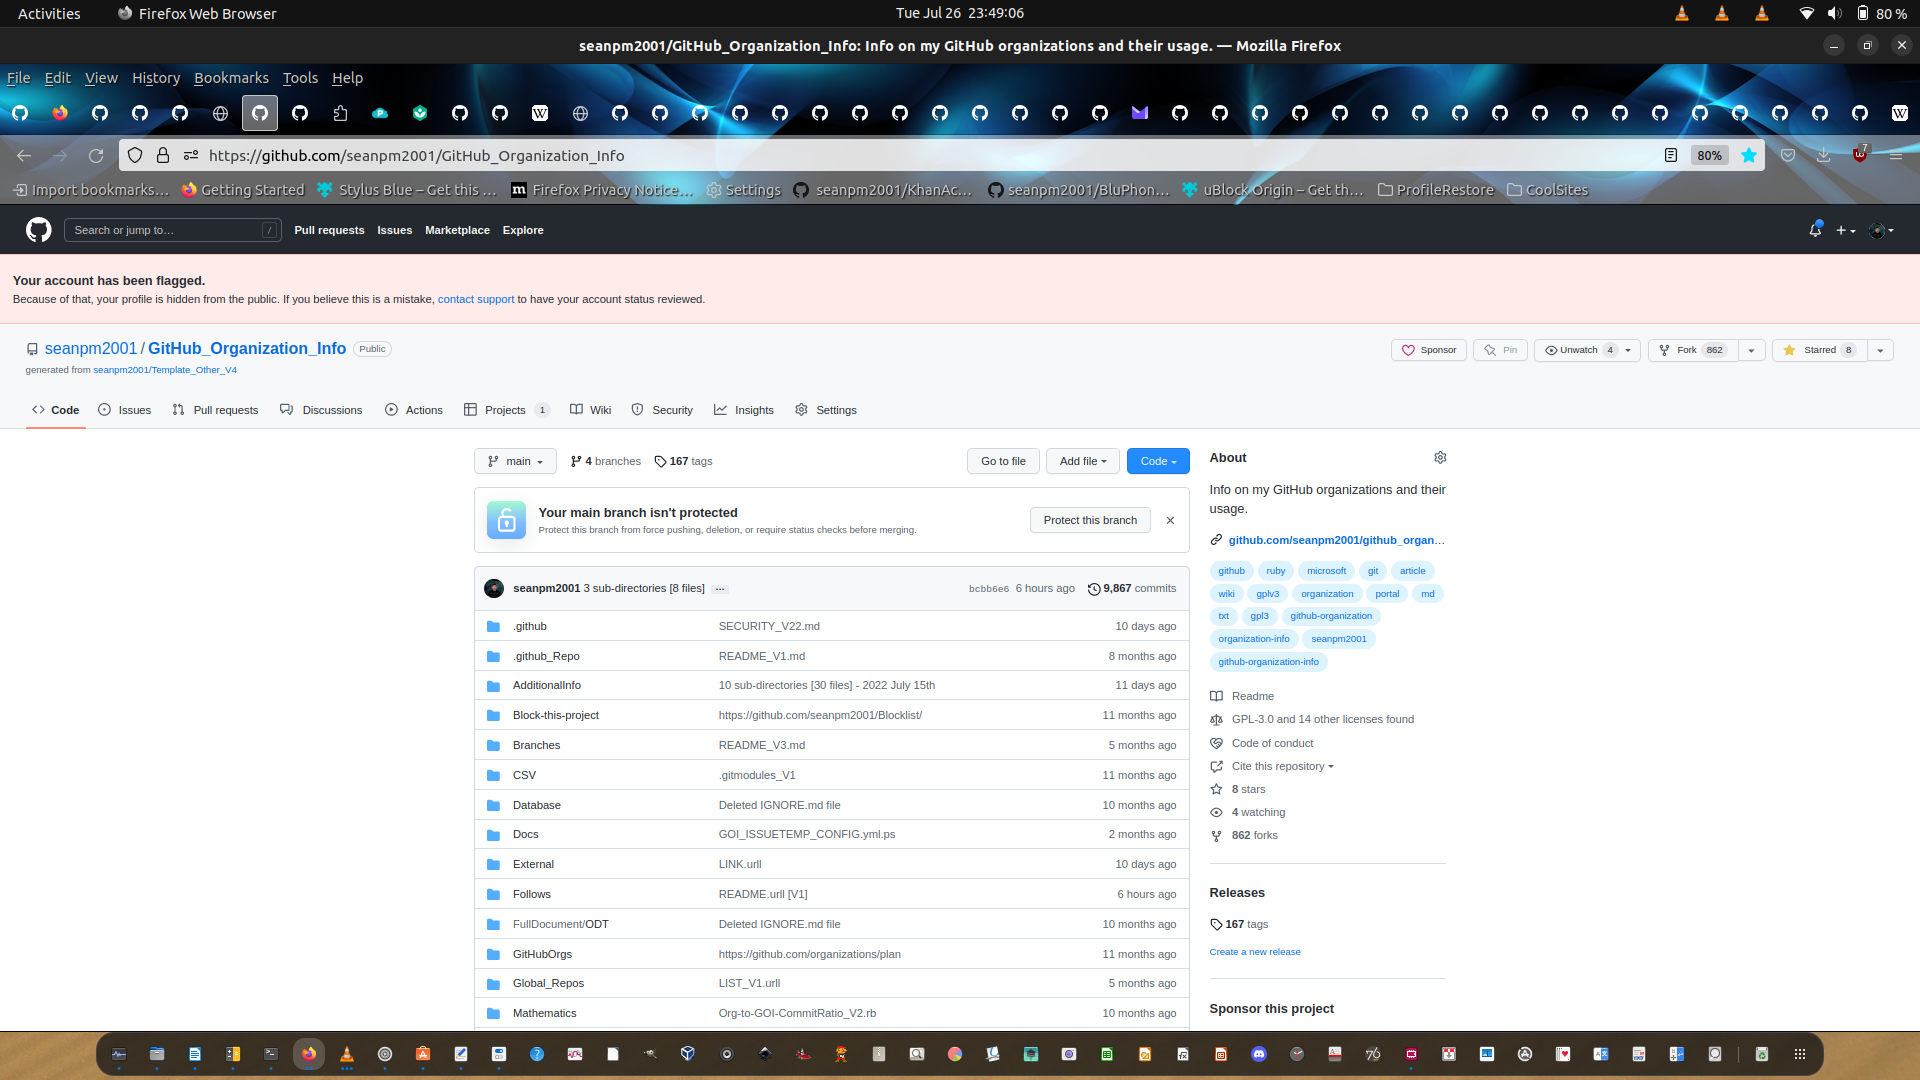 Activities
Firefox Web Browser
Tue Jul 26 23:49:06
80 %
seanpm2001/GitHub_Organization_Info: Info on my GitHub organizations and their usage. — Mozilla Firefox
File Edit View History Bookmarks Tools Help
https://github.com/seanpm2001/GitHub_Organization_Info
80%
7
Import bookmarks…
Getting Started
Stylus Blue – Get this …
Firefox Privacy Notice…
Settings
seanpm2001/KhanAc…
seanpm2001/BluPhon…
uBlock Origin – Get th…
ProfileRestore
CoolSites
Search or jump to…
/
Pull requests
Issues
Marketplace
Explore
Your account has been flagged.
Because of that, your profile is hidden from the public. If you believe this is a mistake, contact support to have your account status reviewed.
seanpm2001 / GitHub_Organization_Info
Public
generated from seanpm2001/Template_Other_V4
Sponsor
Pin
Unwatch 4
Fork 862
Starred 8
Code
Issues
Pull requests
Discussions
Actions
Projects 1
Wiki
Security
Insights
Settings
main
4 branches
167 tags
Go to file
Add file
Code
Your main branch isn't protected
Protect this branch from force pushing, deletion, or require status checks before merging.
Protect this branch
seanpm2001 3 sub-directories [8 files] …
bcbb6e6 6 hours ago
9,867 commits
.github SECURITY_V22.md 10 days ago
.github_Repo README_V1.md 8 months ago
AdditionalInfo 10 sub-directories [30 files] - 2022 July 15th 11 days ago
Block-this-project https://github.com/seanpm2001/Blocklist/ 11 months ago
Branches README_V3.md 5 months ago
CSV .gitmodules_V1 11 months ago
Database Deleted IGNORE.md file 10 months ago
Docs GOI_ISSUETEMP_CONFIG.yml.ps 2 months ago
External LINK.urll 10 days ago
Follows README.urll [V1] 6 hours ago
FullDocument/ODT Deleted IGNORE.md file 10 months ago
GitHubOrgs https://github.com/organizations/plan 11 months ago
Global_Repos LIST_V1.urll 5 months ago
Mathematics Org-to-GOI-CommitRatio_V2.rb 10 months ago
About
Info on my GitHub organizations and their
usage.
github.com/seanpm2001/github_organ…
github ruby microsoft git article
wiki gplv3 organization portal md
txt gpl3 github-organization
organization-info seanpm2001
github-organization-info
Readme
GPL-3.0 and 14 other licenses found
Code of conduct
Cite this repository
8 stars
4 watching
862 forks
Releases
167 tags
Create a new release
Sponsor this project